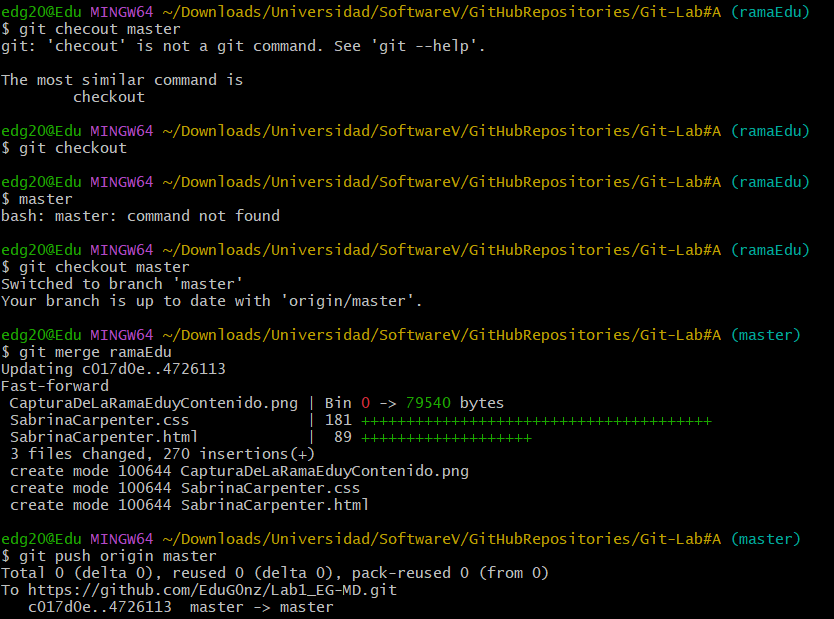 edg20@Edu MINGW64 ~/Downloads/Universidad/SoftwareV/GitHubRepositories/Git-Lab#A (ramaEdu)
$ git checout master
git: 'checout' is not a git command. See 'git --help'.
The most similar command is
        checkout
edg20@Edu MINGW64 ~/Downloads/Universidad/SoftwareV/GitHubRepositories/Git-Lab#A (ramaEdu)
$ git checkout
edg20@Edu MINGW64 ~/Downloads/Universidad/SoftwareV/GitHubRepositories/Git-Lab#A (ramaEdu)
$ master
bash: master: command not found
edg20@Edu MINGW64 ~/Downloads/Universidad/SoftwareV/GitHubRepositories/Git-Lab#A (ramaEdu)
$ git checkout master
Switched to branch 'master'
Your branch is up to date with 'origin/master'.
edg20@Edu MINGW64 ~/Downloads/Universidad/SoftwareV/GitHubRepositories/Git-Lab#A (master)
$ git merge ramaEdu
Updating c017d0e..4726113
Fast-forward
 CapturaDeLaRamaEduyContenido.png | Bin 0 -> 79540 bytes
 SabrinaCarpenter.css             | 181 +++++++++++++++++++++++++++++++++++++++
 SabrinaCarpenter.html            |  89 +++++++++++++++++++
 3 files changed, 270 insertions(+)
 create mode 100644 CapturaDeLaRamaEduyContenido.png
 create mode 100644 SabrinaCarpenter.css
 create mode 100644 SabrinaCarpenter.html
edg20@Edu MINGW64 ~/Downloads/Universidad/SoftwareV/GitHubRepositories/Git-Lab#A (master)
$ git push origin master
Total 0 (delta 0), reused 0 (delta 0), pack-reused 0 (from 0)
To https://github.com/EduG0nz/Lab1_EG-MD.git
   c017d0e..4726113  master -> master